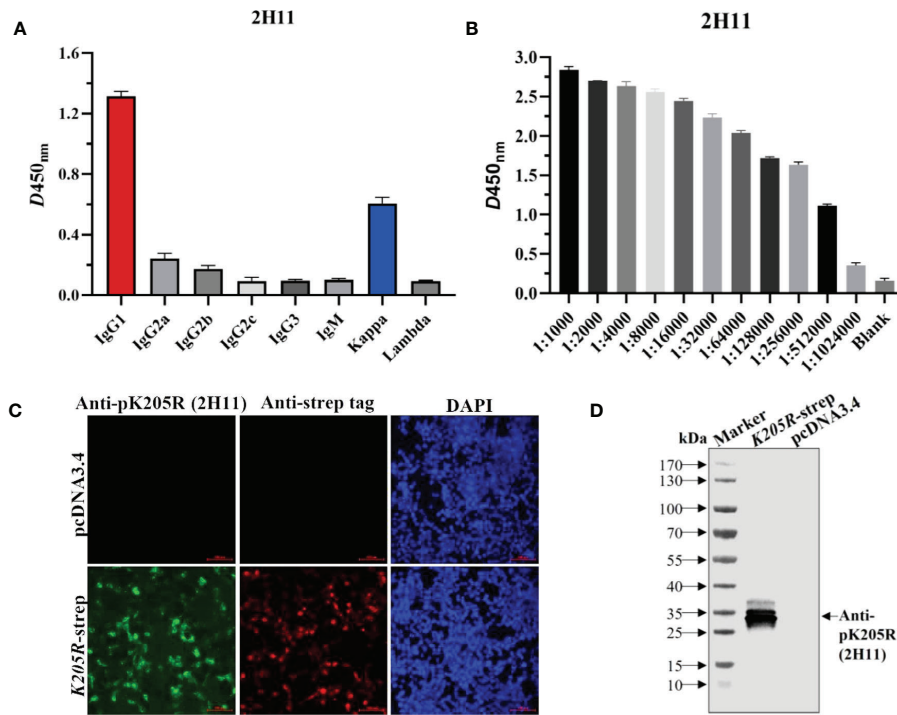 A
2H11
D450nm
1.6
1.2
0.8
0.4
0.0
IgG1
IgG2a
IgG2b
IgG2c
IgG3
IgM
Kappa
Lambda
B
2H11
D450nm
3.0
2.5
2.0
1.5
1.0
0.5
0.0
1:1000
1:2000
1:4000
1:8000
1:16000
1:32000
1:64000
1:128000
1:256000
1:512000
1:1024000
Blank
C
Anti-pK205R (2H11)
Anti-strep tag
DAPI
pcDNA3.4
K205R-strep
D
kDa
Marker
K205R-strep
pcDNA3.4
170
130
100
70
55
40
35
25
15
10
Anti-
pK205R
(2H11)